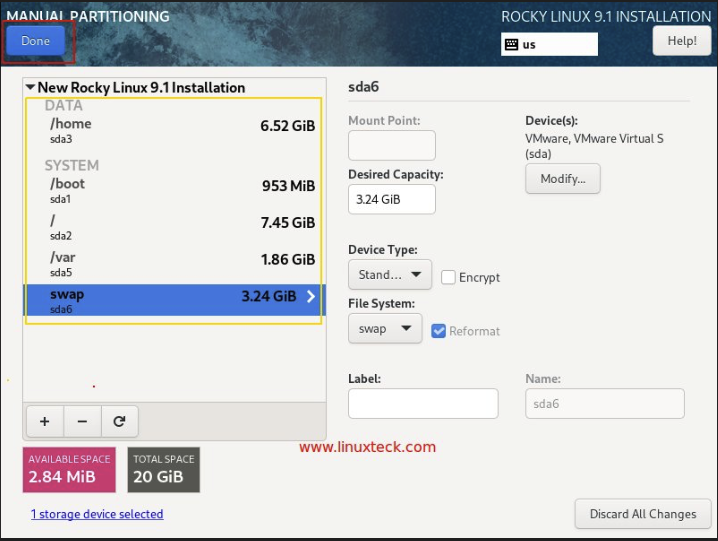 MANUAL PARTITIONING
ROCKY LINUX 9.1 INSTALLATION
Done
us
Help!
New Rocky Linux 9.1 Installation
DATA
/home
6.52 GiB
sda3
SYSTEM
/boot
953 MiB
sda1
/
7.45 GiB
sda2
/var
1.86 GiB
sda5
swap
3.24 GiB
sda6
+ −
AVAILABLE SPACE
2.84 MiB
TOTAL SPACE
20 GiB
1 storage device selected
sda6
Mount Point:
Device(s):
VMware, VMware Virtual S
(sda)
Desired Capacity:
3.24 GiB
Modify...
Device Type:
Stand...
Encrypt
File System:
swap
Reformat
Label:
Name:
sda6
www.linuxteck.com
Discard All Changes